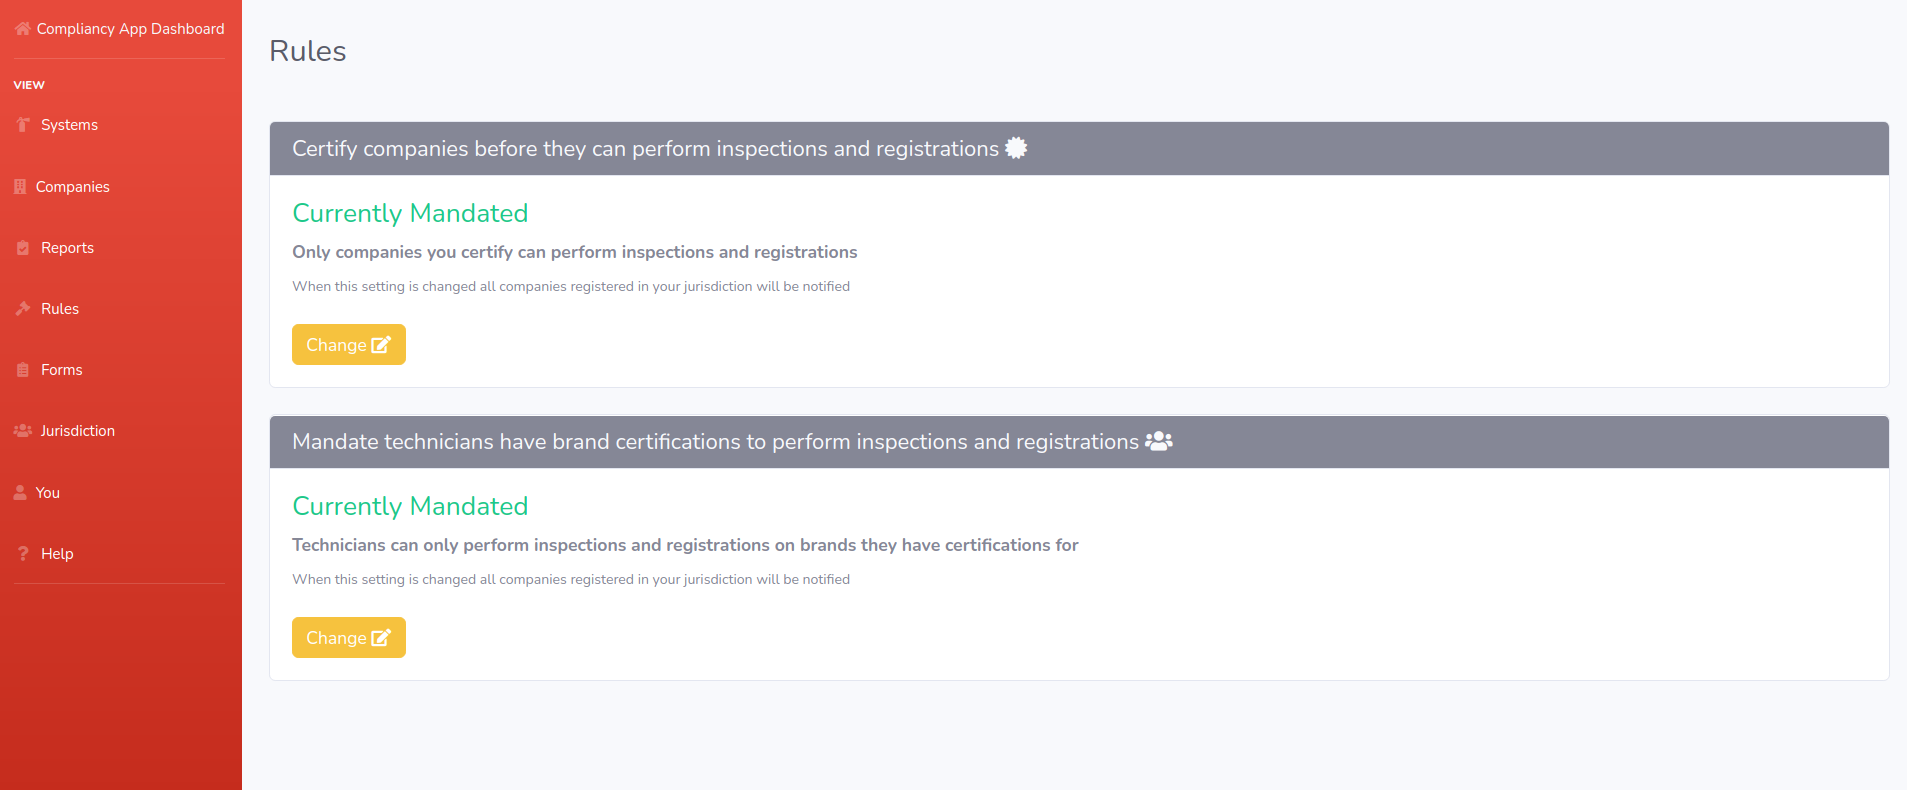 Compliancy App Dashboard
VIEW
Systems
Companies
Reports
Rules
Forms
Jurisdiction
You
Help
Rules
Certify companies before they can perform inspections and registrations
Currently Mandated
Only companies you certify can perform inspections and registrations
When this setting is changed all companies registered in your jurisdiction will be notified
Change
Mandate technicians have brand certifications to perform inspections and registrations
Currently Mandated
Technicians can only perform inspections and registrations on brands they have certifications for
When this setting is changed all companies registered in your jurisdiction will be notified
Change